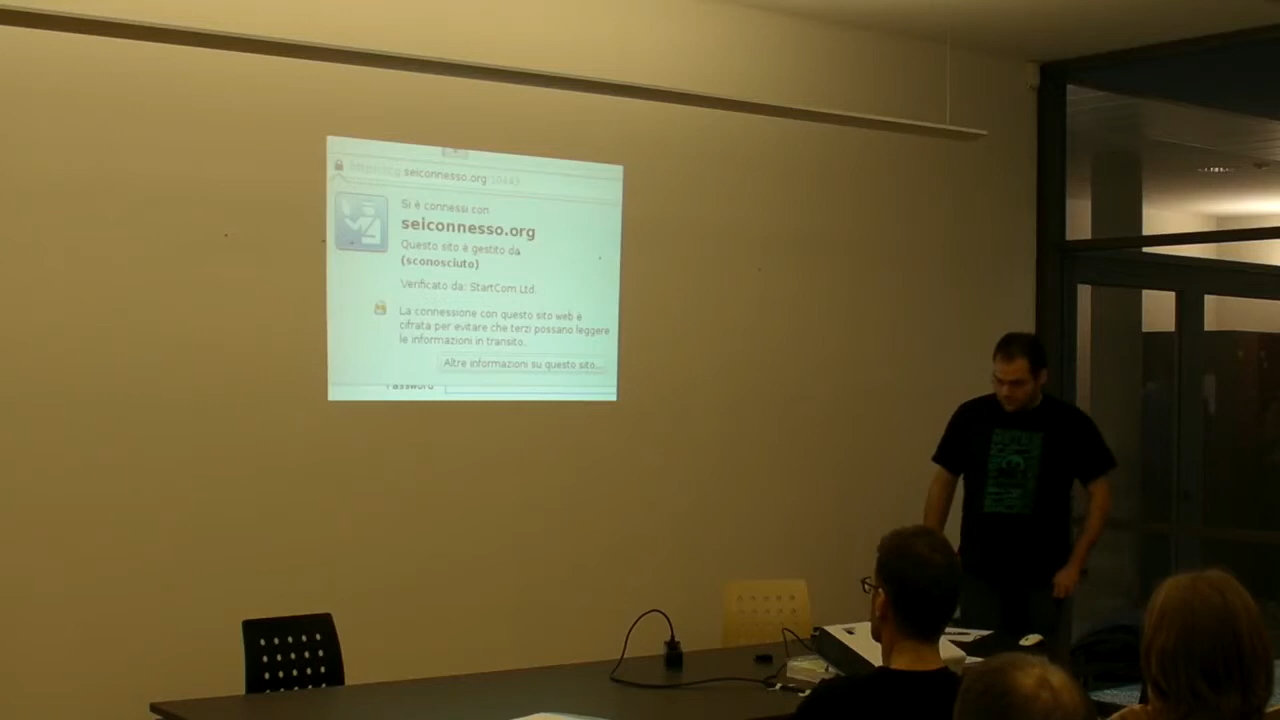 seiconnesso.org:10443
Si è connessi con
seiconnesso.org
Questo sito è gestito da
(sconosciuto)
Verificato da: StartCom Ltd.
La connessione con questo sito web è
cifrata per evitare che terzi possano leggere
le informazioni in transito.
Altre informazioni su questo sito...
Password